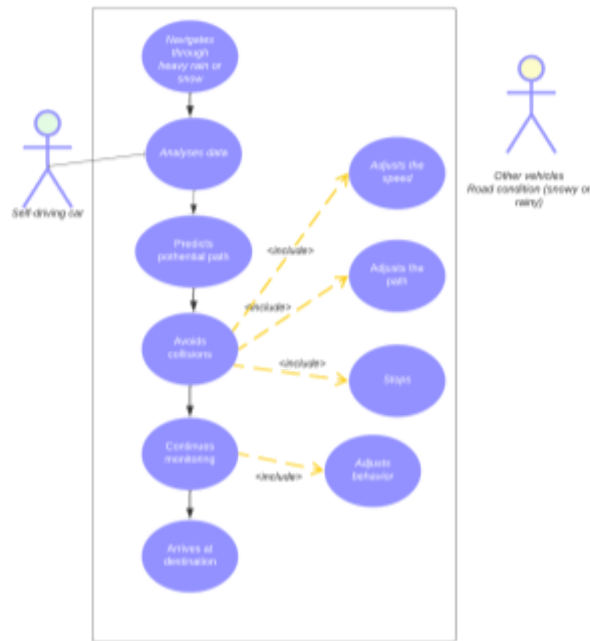 Navigates
through
heavy rain or
snow
Analyses data
Adjusts the
speed
Other vehicles
Road condition (snowy or
rainy)
Self-driving car
Predicts
pothential path
<include>
Adjusts the
path
<include>
Avoids
collisions
<include>
Stops
Continues
monitoring
Adjusts
behavior
<include>
Arrives at
destination